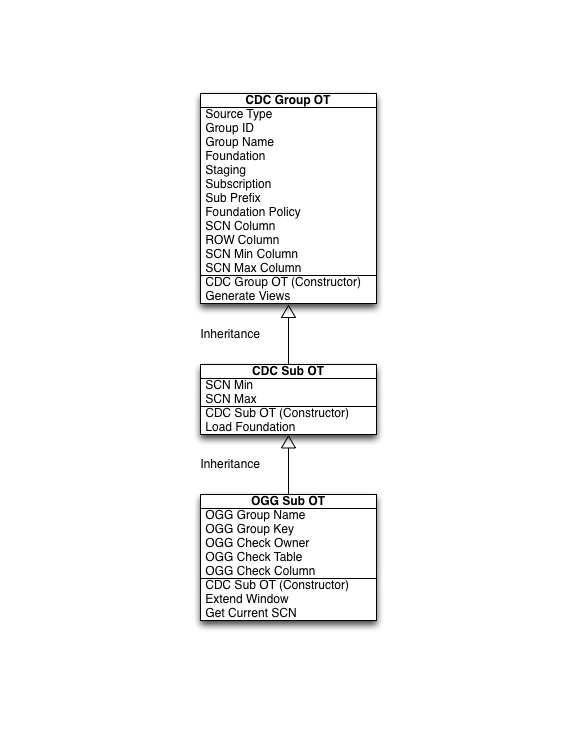 CDC Group OT
Source Type
Group ID
Group Name
Foundation
Staging
Subscription
Sub Prefix
Foundation Policy
SCN Column
ROW Column
SCN Min Column
SCN Max Column
CDC Group OT (Constructor)
Generate Views
Inheritance
CDC Sub OT
SCN Min
SCN Max
CDC Sub OT (Constructor)
Load Foundation
Inheritance
OGG Sub OT
OGG Group Name
OGG Group Key
OGG Check Owner
OGG Check Table
OGG Check Column
CDC Sub OT (Constructor)
Extend Window
Get Current SCN